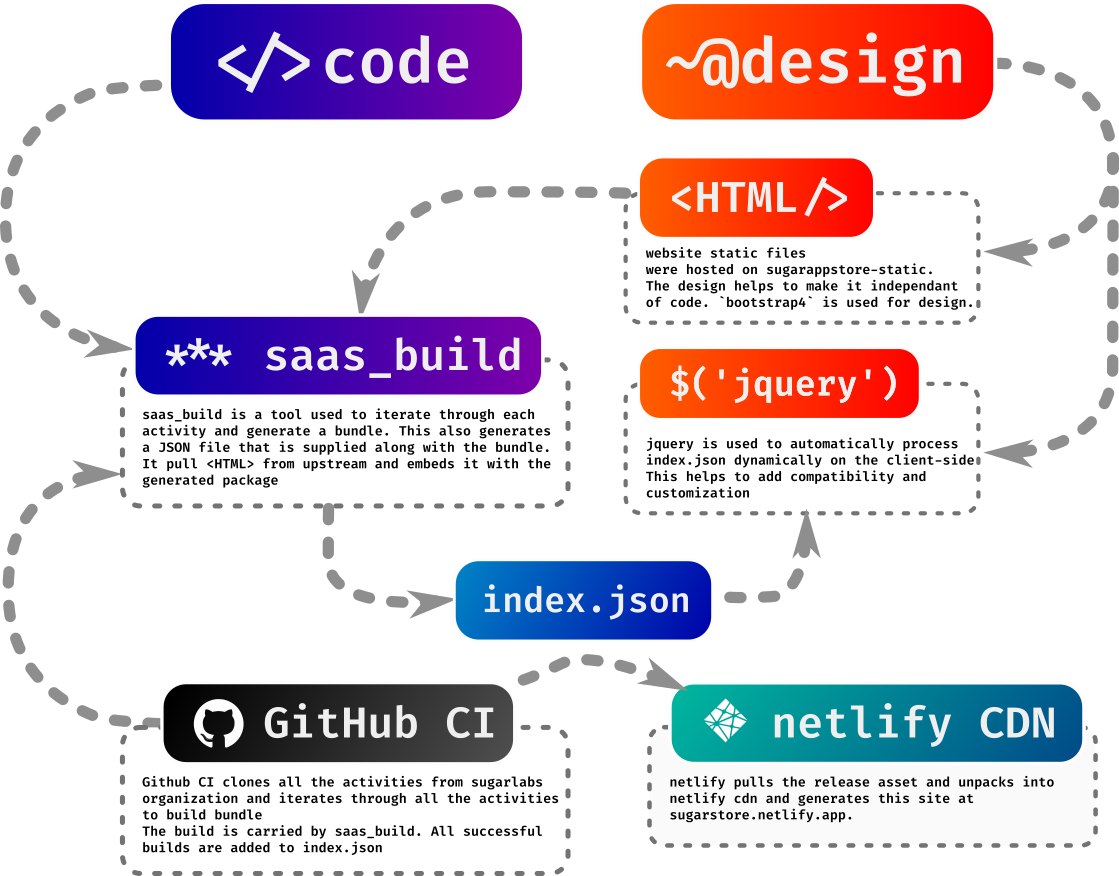 </>code
~@design
<HTML/>
website static files
were hosted on sugarappstore-static.
The design helps to make it independant
of code. `bootstrap4` is used for design.
*** saas_build
saas_build is a tool used to iterate through each
activity and generate a bundle. This also generates
a JSON file that is supplied along with the bundle.
It pull <HTML> from upstream and embeds it with the
generated package
$('jquery')
jquery is used to automatically process
index.json dynamically on the client-side
This helps to add compatibility and
customization
index.json
GitHub CI
Github CI clones all the activities from sugarlabs
organization and iterates through all the activities
to build bundle
The build is carried by saas_build. All successful
builds are added to index.json
netlify CDN
netlify pulls the release asset and unpacks into
netlify cdn and generates this site at
sugarstore.netlify.app.